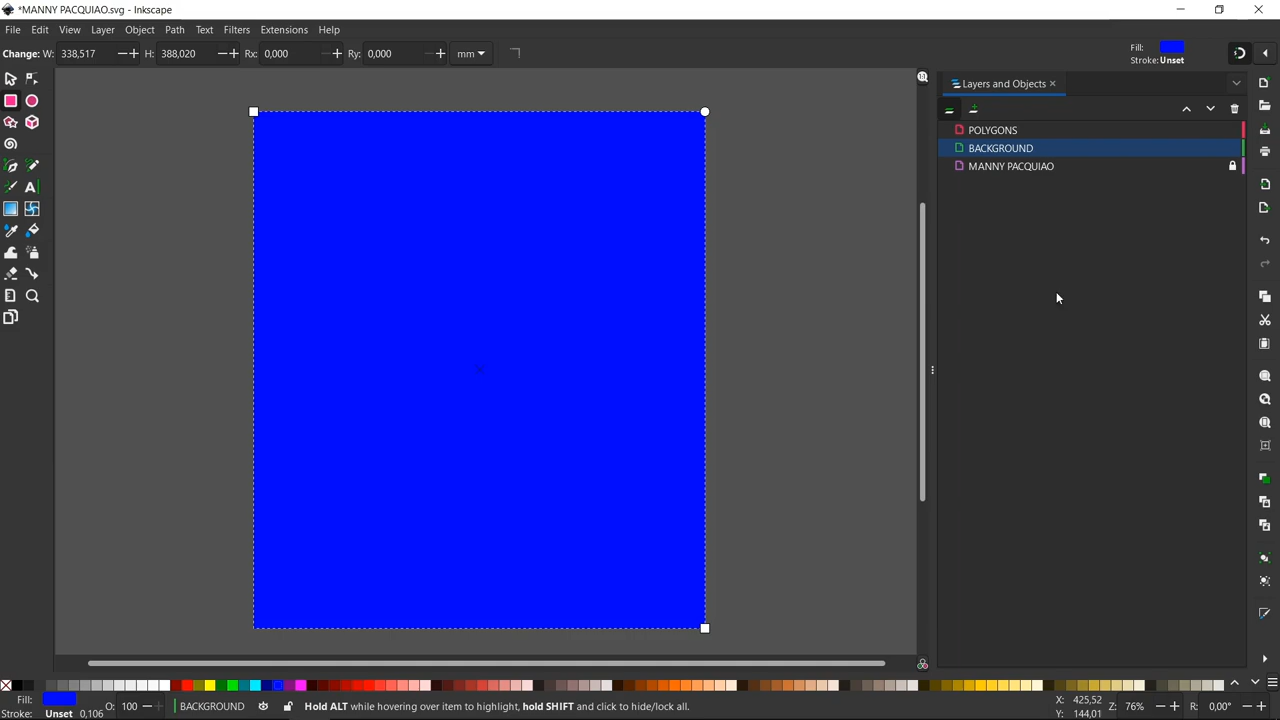 *MANNY PACQUIAO.svg - Inkscape
File Edit View Layer Object Path Text Filters Extensions Help
Change: W: 338,517 − + H: 388,020 − + Rx: 0,000 − + Ry: 0,000 − + mm
Fill:
Stroke: Unset
Layers and Objects ×
POLYGONS
BACKGROUND
MANNY PACQUIAO
Fill: O: 100 − + BACKGROUND Hold ALT while hovering over item to highlight, hold SHIFT and click to hide/lock all. X: 425,52 Z: 76% − + R: 0,00° − +
Stroke: Unset 0,106 Y: 144,01